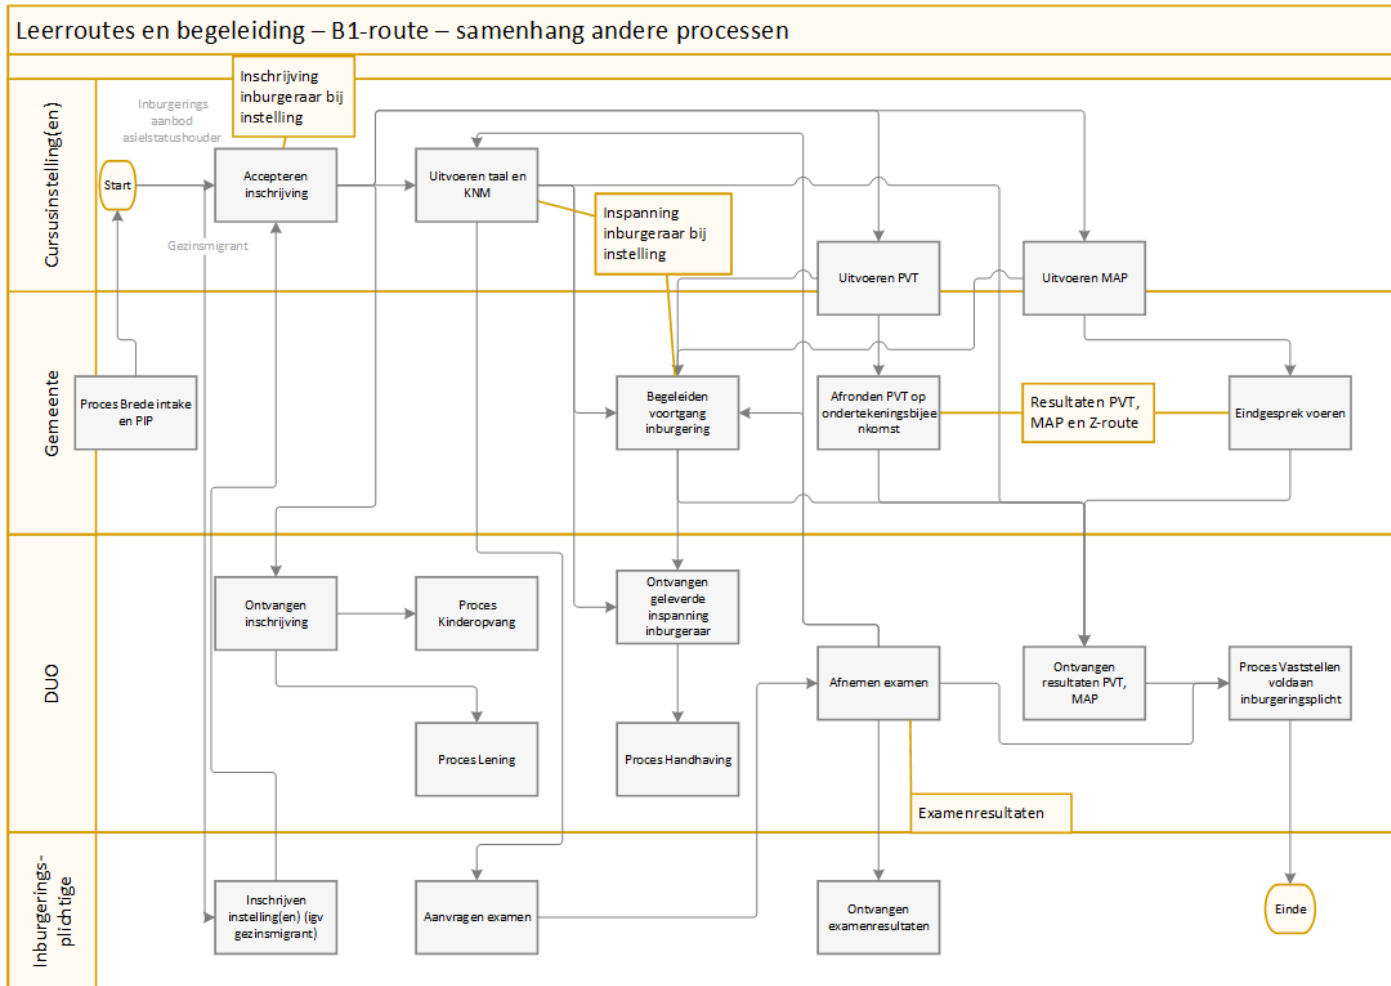 Leerroutes en begeleiding – B1-route – samenhang andere processen
Cursusinstelling(en)
Inburgerings
aanbod
asielstatushouder
Inschrijving
inburgeraar bij
instelling
Start
Accepteren
inschrijving
Uitvoeren taal en
KNM
Gezinsmigrant
Inspanning
inburgeraar bij
instelling
Uitvoeren PVT
Uitvoeren MAP
Gemeente
Proces Brede intake
en PIP
Begeleiden
voortgang
inburgering
Afronden PVT op
ondertekeningsbijee
nkomst
Resultaten PVT,
MAP en Z-route
Eindgesprek voeren
DUO
Ontvangen
inschrijving
Proces
Kinderopvang
Ontvangen
geleverde
inspanning
inburgeraar
Afnemen examen
Ontvangen
resultaten PVT,
MAP
Proces Vaststellen
voldaan
inburgeringsplicht
Proces Lening
Proces Handhaving
Examenresultaten
Inburgerings-
plichtige
Inschrijven
instelling(en) (igv
gezinsmigrant)
Aanvragen examen
Ontvangen
examenresultaten
Einde